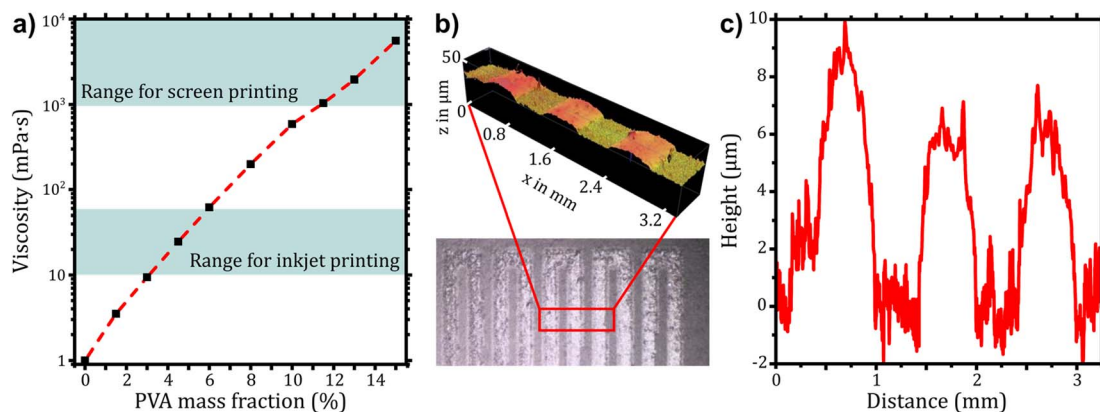 a)
Viscosity (mPa·s)
10⁴
10³
10²
10
1
Range for screen printing
Range for inkjet printing
0 2 4 6 8 10 12 14
PVA mass fraction (%)
b)
z in µm
50
0
0.8
1.6
2.4
3.2
x in mm
c)
Height (µm)
10
8
6
4
2
0
-2
0 1 2 3
Distance (mm)